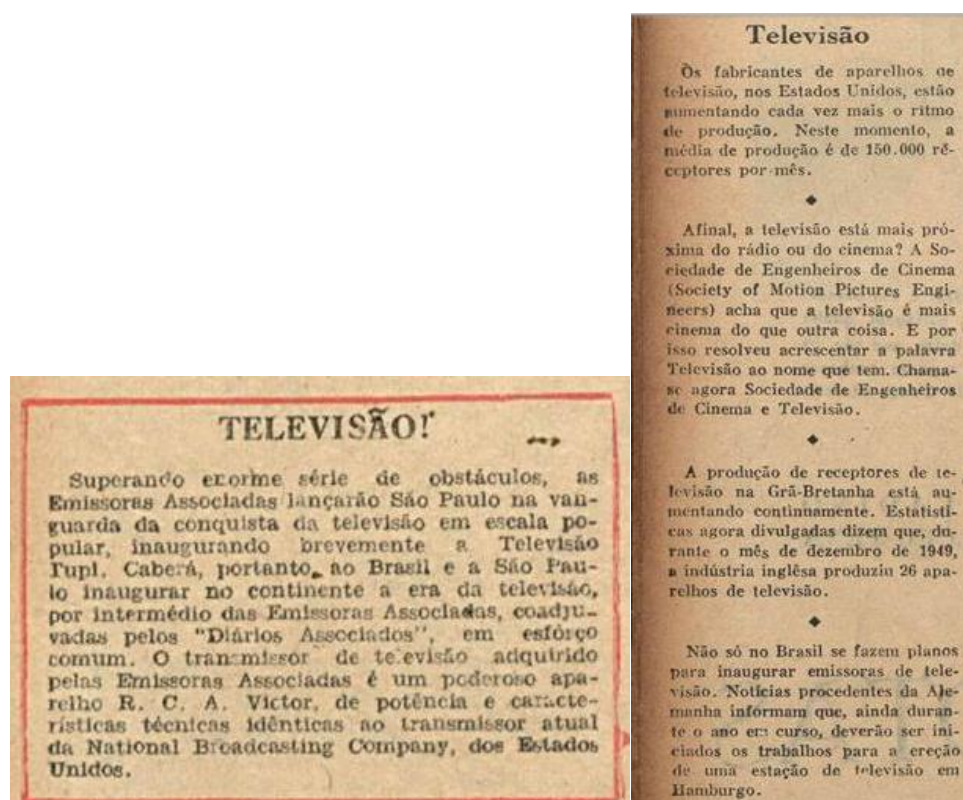 TELEVISÃO!
Superando enorme série de obstáculos, as
Emissoras Associadas lançarão São Paulo na van-
guarda da conquista da televisão em escala po-
pular, inaugurando brevemente a Televisão
Tupi. Caberá, portanto, ao Brasil e a São Pau-
lo inaugurar no continente a era da televisão,
por intermédio das Emissoras Associadas, coadju-
vadas pelos "Diários Associados", em esfôrço
comum. O transmissor de televisão adquirido
pelas Emissoras Associadas é um poderoso apa-
relho R. C. A. Victor, de potência e caracte-
rísticas técnicas idênticas ao transmissor atual
da National Broadcasting Company, dos Estados
Unidos.
Televisão
Os fabricantes de aparelhos de
televisão, nos Estados Unidos, estão
aumentando cada vez mais o ritmo
de produção. Neste momento, a
média de produção é de 150.000 re-
ceptores por mês.
Afinal, a televisão está mais pró-
xima do rádio ou do cinema? A So-
ciedade de Engenheiros de Cinema
(Society of Motion Pictures Engi-
neers) acha que a televisão é mais
cinema do que outra coisa. E por
isso resolveu acrescentar a palavra
Televisão ao nome que tem. Chama-
se agora Sociedade de Engenheiros
de Cinema e Televisão.
A produção de receptores de te-
levisão na Grã-Bretanha está au-
mentando continuamente. Estatísti-
cas agora divulgadas dizem que, du-
rante o mês de dezembro de 1949,
a indústria inglêsa produziu 26 apa-
relhos de televisão.
Não só no Brasil se fazem planos
para inaugurar emissoras de tele-
visão. Notícias procedentes da Ale-
manha informam que, ainda duran-
te o ano em curso, deverão ser ini-
ciados os trabalhos para a ereção
de uma estação de televisão em
Hamburgo.